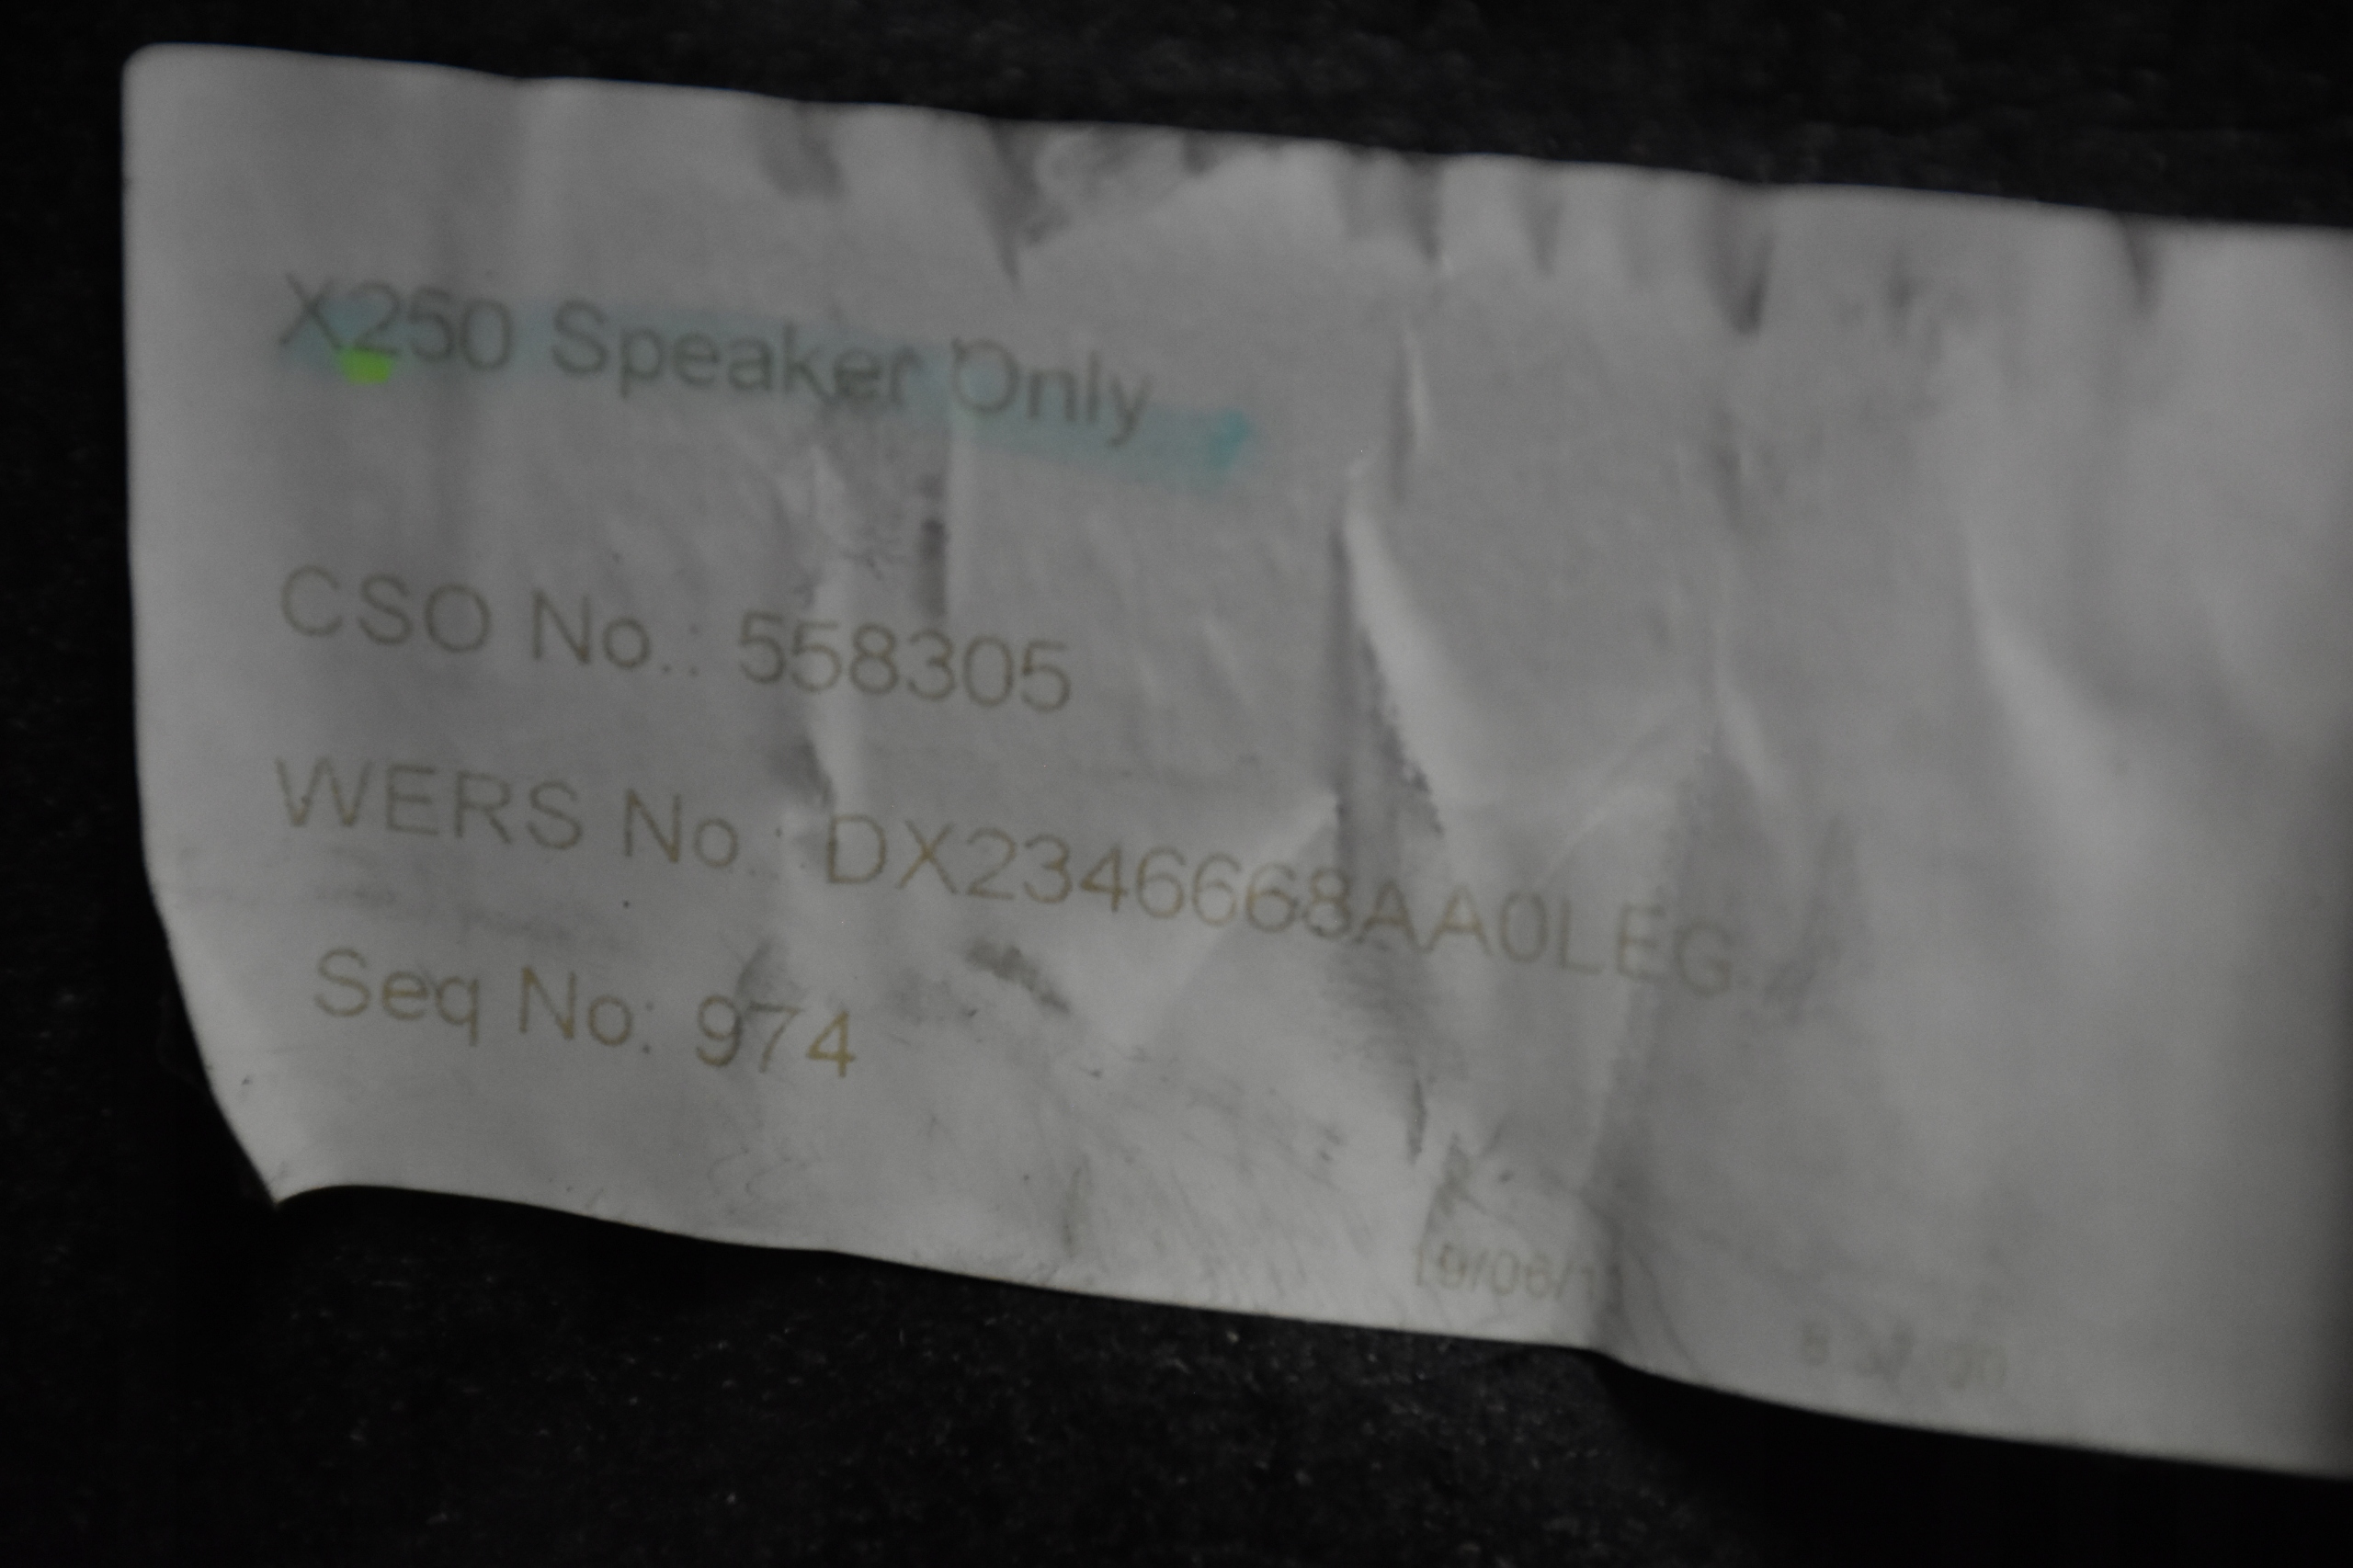 X250 Speaker Only
CSO No.: 558305
WERS No.: DX2346668AA0LEG
Seq No: 974